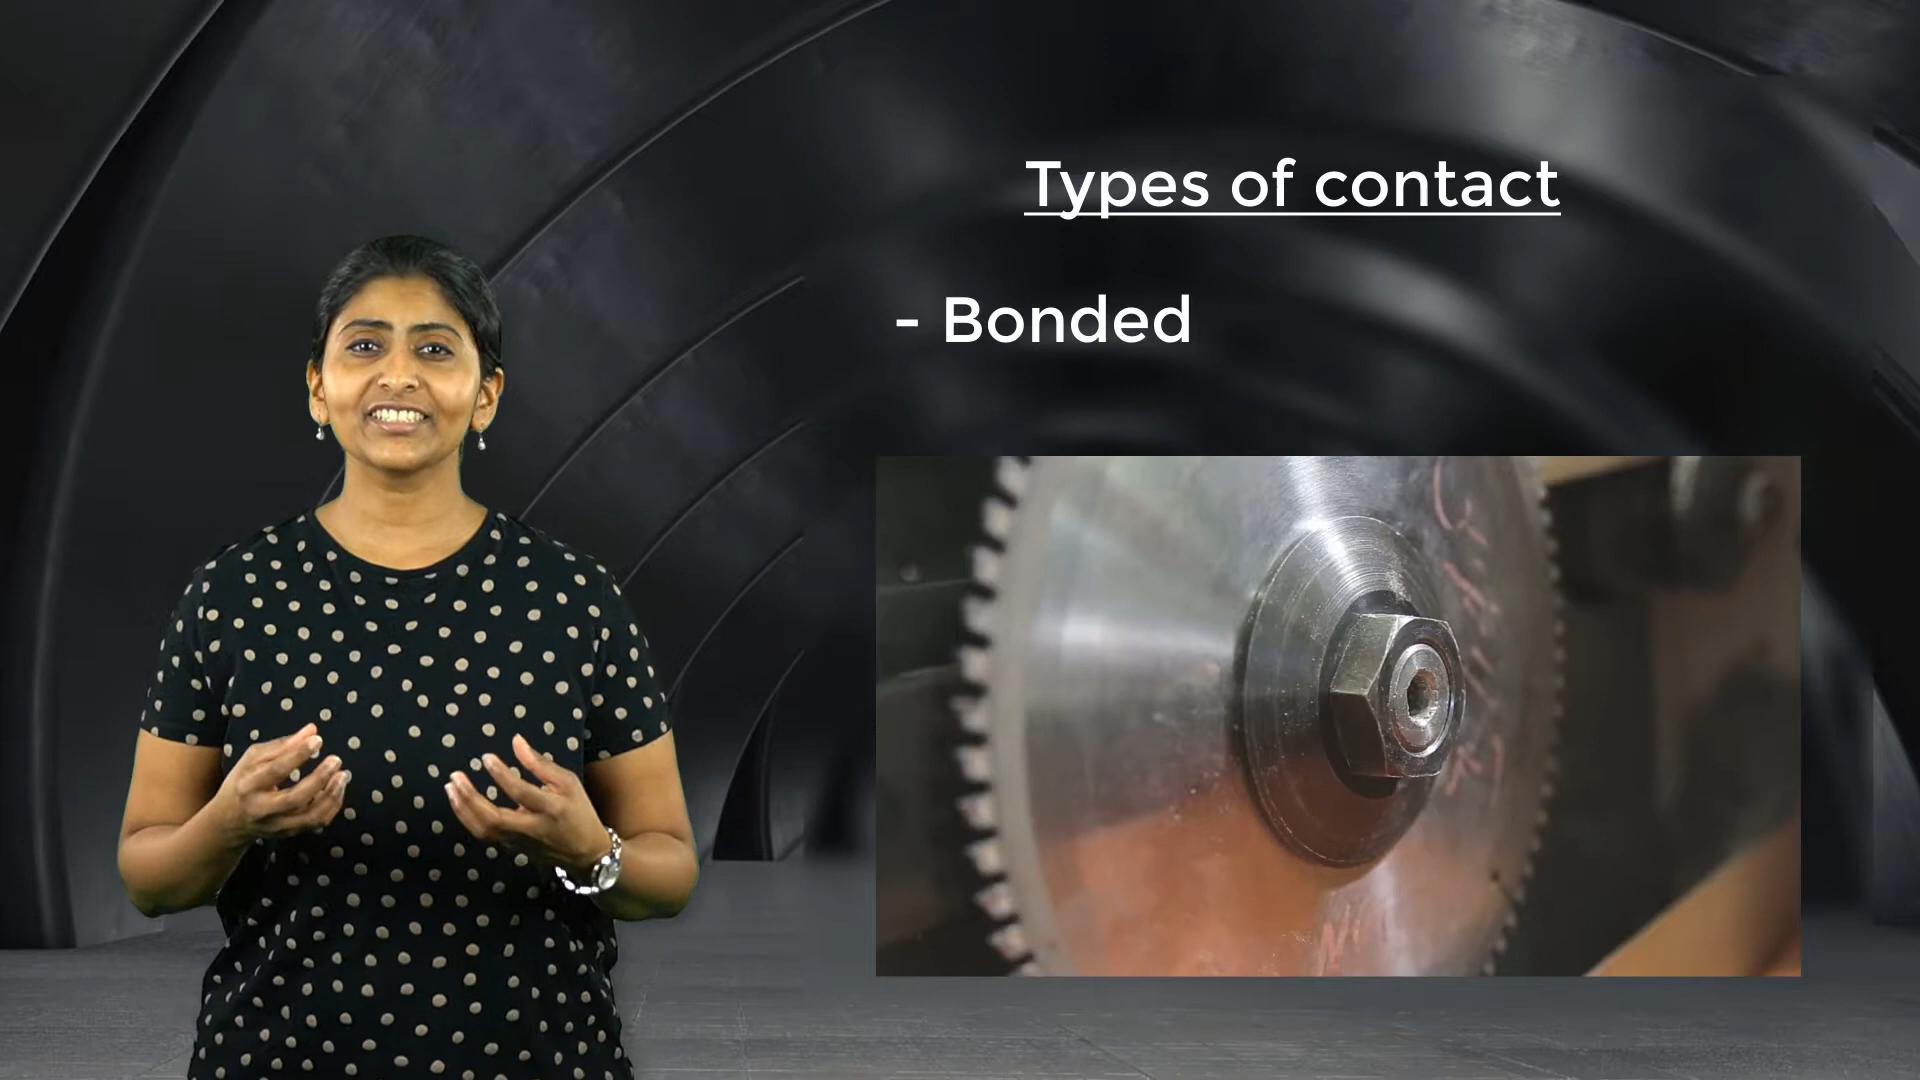 Types of contact
- Bonded